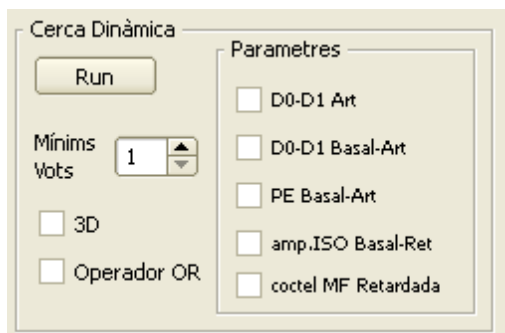 Cerca Dinàmica
Run
Mínims
Vots
1
3D
Operador OR
Parametres
D0-D1 Art
D0-D1 Basal-Art
PE Basal-Art
amp.ISO Basal-Ret
coctel MF Retardada